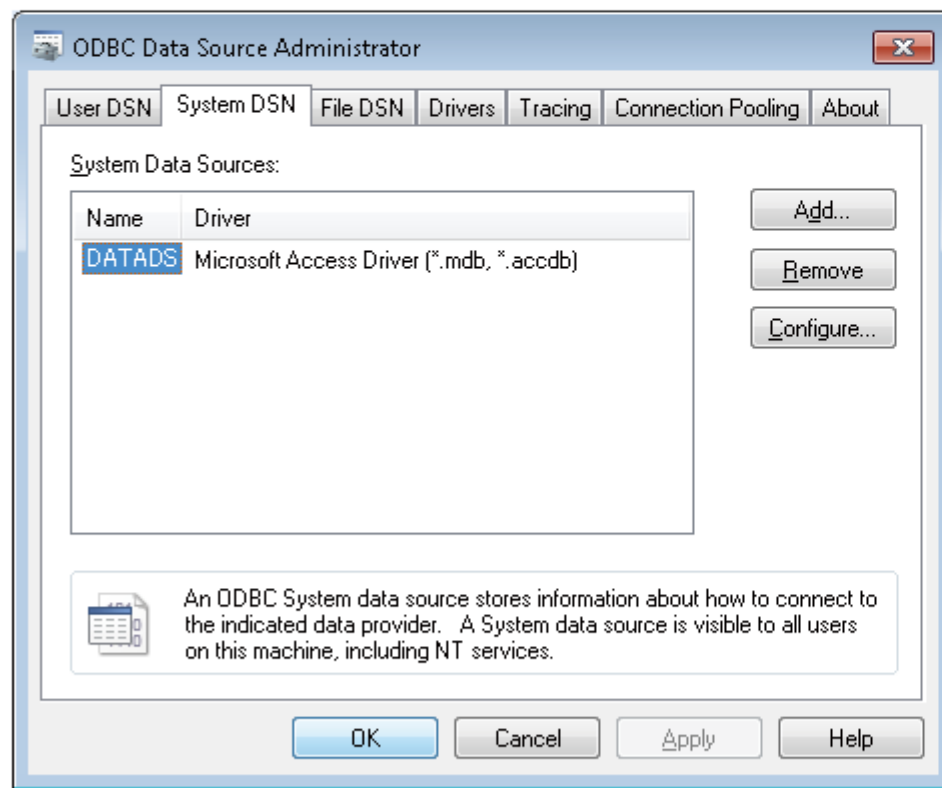 ODBC Data Source Administrator
User DSN System DSN File DSN Drivers Tracing Connection Pooling About
System Data Sources:
Name Driver
DATADS Microsoft Access Driver (*.mdb, *.accdb)
Add...
Remove
Configure...
An ODBC System data source stores information about how to connect to
the indicated data provider. A System data source is visible to all users
on this machine, including NT services.
OK Cancel Apply Help